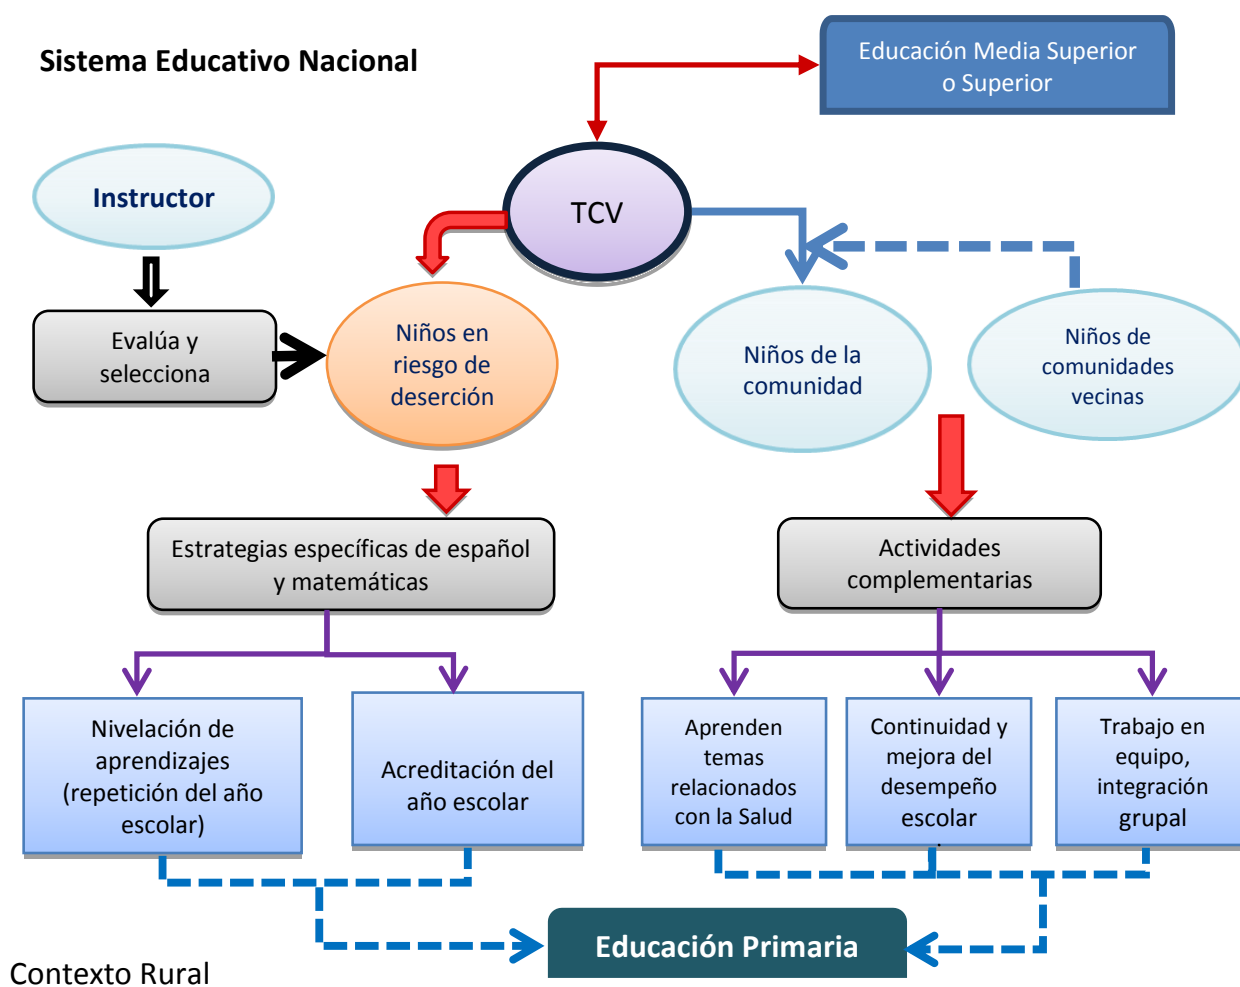 Sistema Educativo Nacional
Educación Media Superior
o Superior
Instructor
TCV
Evalúa y
selecciona
Niños en
riesgo de
deserción
Niños de la
comunidad
Niños de
comunidades
vecinas
Estrategias específicas de español
y matemáticas
Actividades
complementarias
Nivelación de
aprendizajes
(repetición del año
escolar)
Acreditación del
año escolar
Aprenden
temas
relacionados
con la Salud
Continuidad y
mejora del
desempeño
escolar
.
Trabajo en
equipo,
integración
grupal
Educación Primaria
Contexto Rural